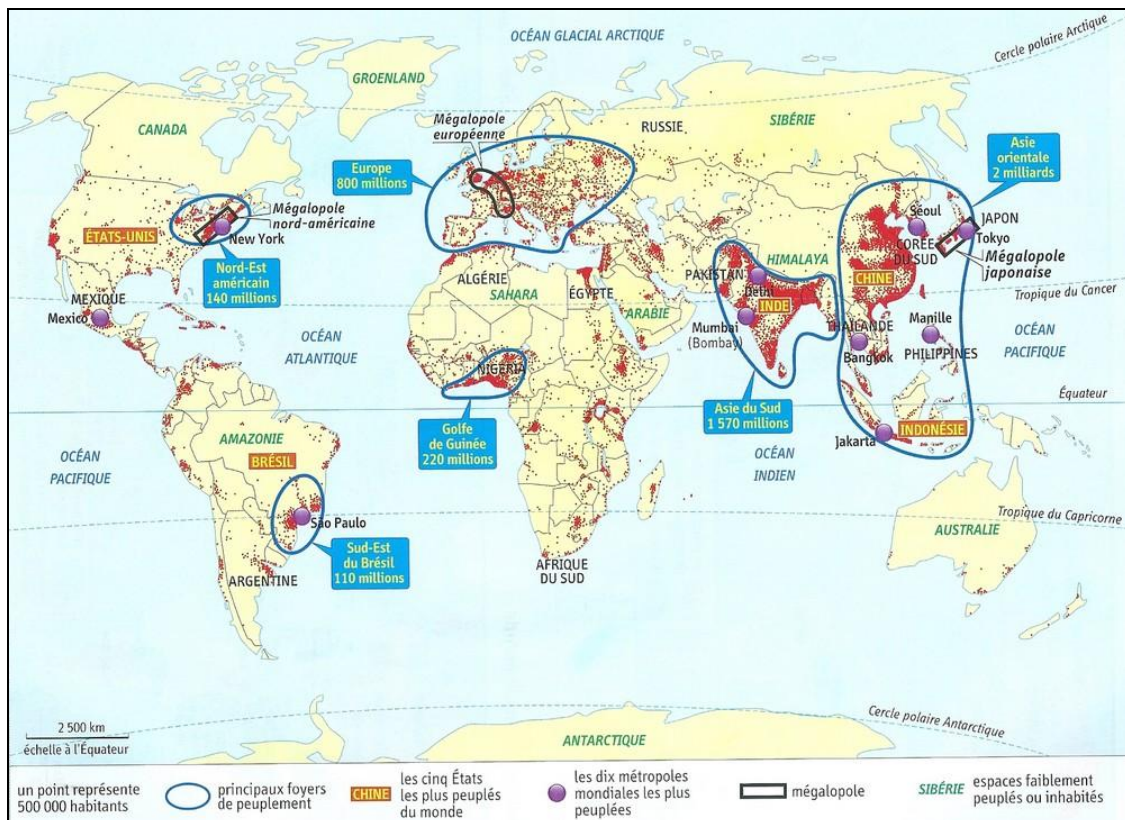 OCÉAN GLACIAL ARCTIQUE
Cercle polaire Arctique
GROENLAND
CANADA
Mégalopole
européenne
RUSSIE
SIBÉRIE
Europe
800 millions
Asie
orientale
2 milliards
Mégalopole
nord-américaine
New York
ÉTATS-UNIS
Nord-Est
américain
140 millions
Séoul
JAPON
Tokyo
CORÉE
DU SUD
Mégalopole
japonaise
HIMALAYA
PAKISTAN
Delhi
CHINE
INDE
ALGÉRIE
SAHARA
ÉGYPTE
ARABIE
MEXIQUE
Mexico
Tropique du Cancer
OCÉAN
ATLANTIQUE
Mumbai
(Bombay)
THAÏLANDE
Bangkok
Manille
PHILIPPINES
OCÉAN
PACIFIQUE
NIGERIA
Golfe
de Guinée
220 millions
Asie du Sud
1 570 millions
Équateur
AMAZONIE
BRÉSIL
OCÉAN
PACIFIQUE
OCÉAN
INDIEN
Jakarta
INDONÉSIE
São Paulo
Tropique du Capricorne
AUSTRALIE
Sud-Est
du Brésil
110 millions
ARGENTINE
AFRIQUE
DU SUD
2 500 km
échelle à l'Équateur
Cercle polaire Antarctique
ANTARCTIQUE
un point représente
500 000 habitants
principaux foyers
de peuplement
CHINE
les cinq États
les plus peuplés
du monde
les dix métropoles
mondiales les plus
peuplées
mégalopole
SIBÉRIE
espaces faiblement
peuplés ou inhabités